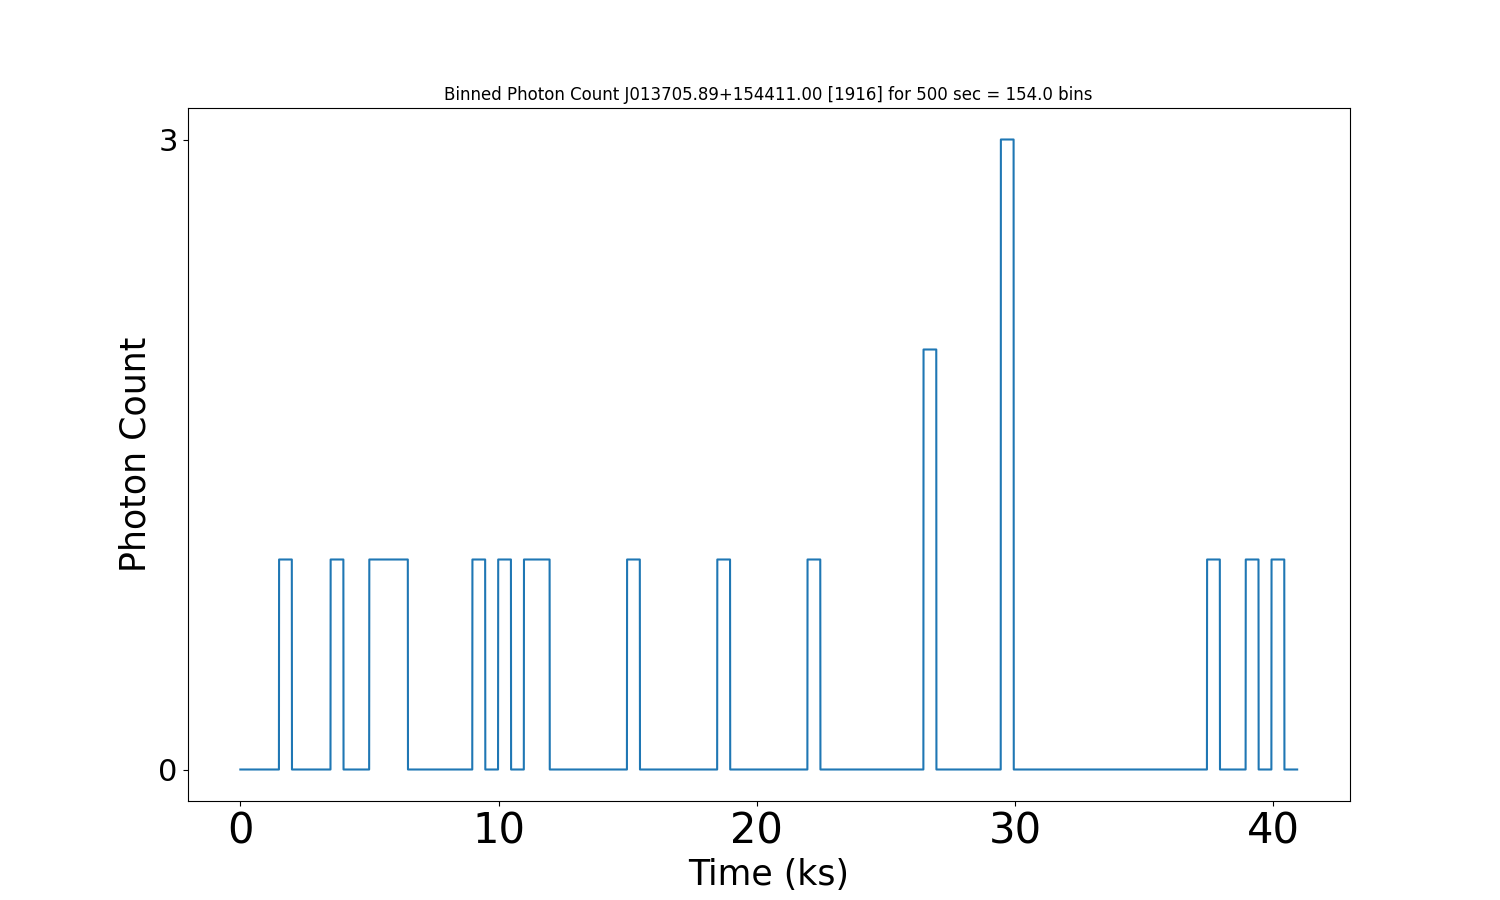 Binned Photon Count J013705.89+154411.00 [1916] for 500 sec = 154.0 bins
3
Photon Count
0
0 10 20 30 40
Time (ks)